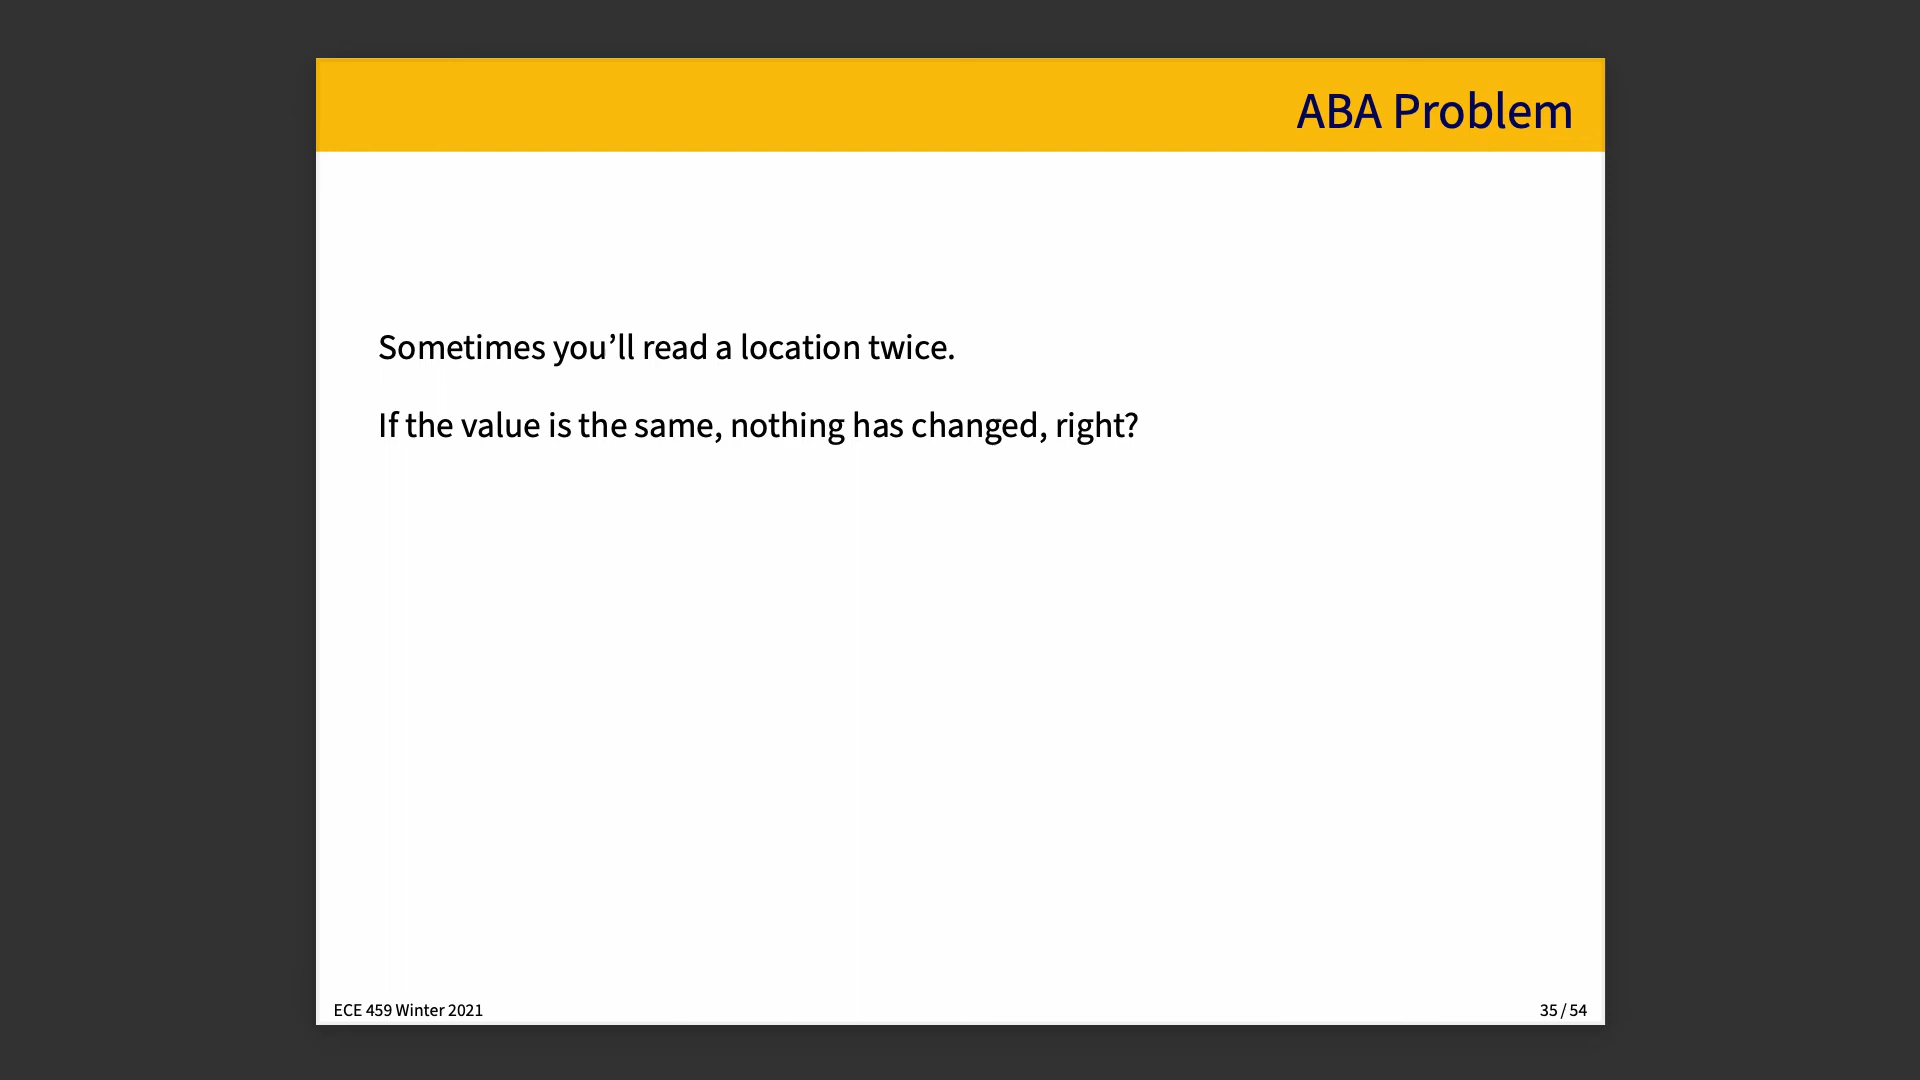 ABA Problem
Sometimes you’ll read a location twice.
If the value is the same, nothing has changed, right?
ECE 459 Winter 2021
35 / 54